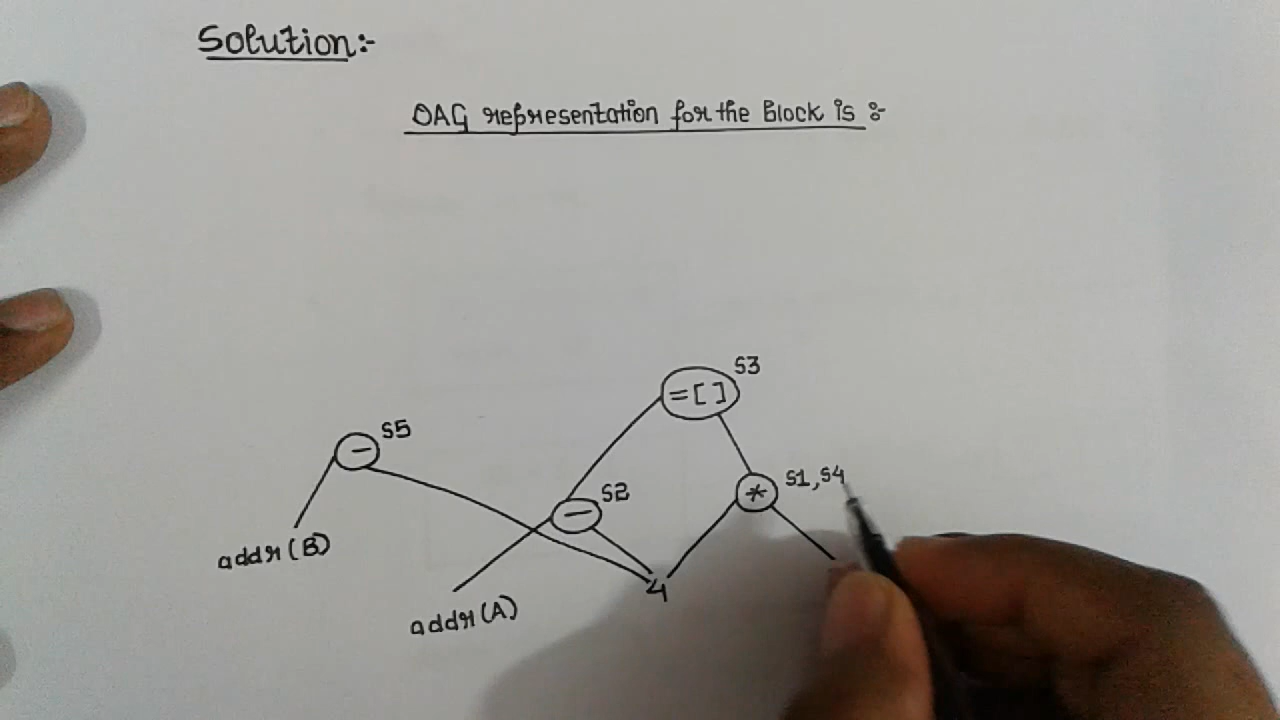 Solution:-
DAG representation for the Block is :-
S3
=[]
S5
-
S1,S4
*
S2
-
addr(B)
4
addr(A)